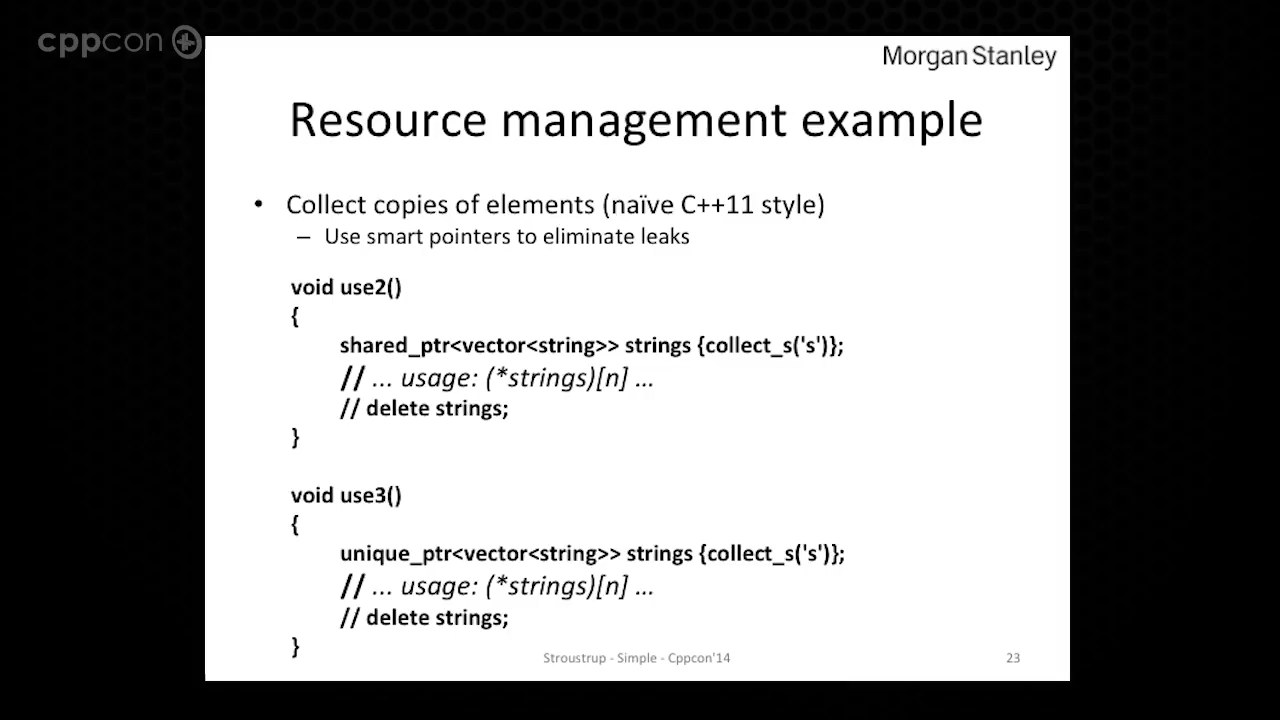 cppcon
Morgan Stanley
Resource management example
• Collect copies of elements (naïve C++11 style)
– Use smart pointers to eliminate leaks
void use2()
{
shared_ptr<vector<string>> strings {collect_s('s')};
// ... usage: (*strings)[n] ...
// delete strings;
}
void use3()
{
unique_ptr<vector<string>> strings {collect_s('s')};
// ... usage: (*strings)[n] ...
// delete strings;
}
Stroustrup - Simple - Cppcon'14
23